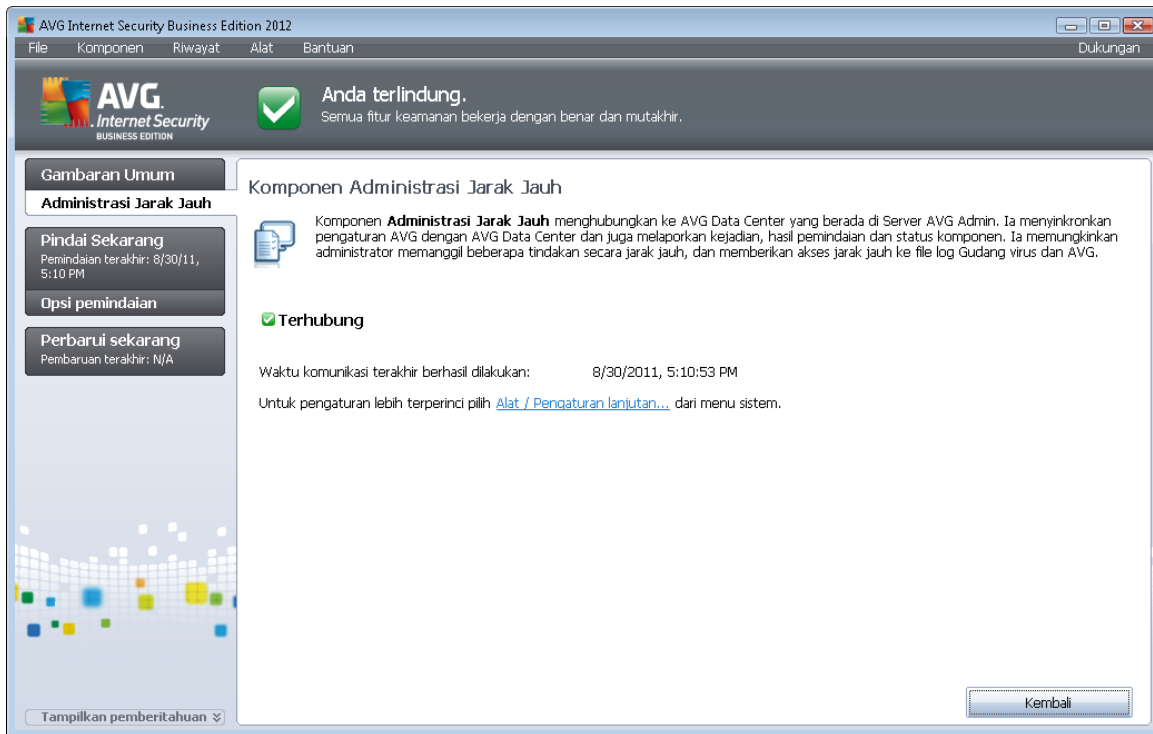 AVG Internet Security Business Edition 2012
File Komponen Riwayat Alat Bantuan Dukungan
AVG.
Internet Security
BUSINESS EDITION
Anda terlindung.
Semua fitur keamanan bekerja dengan benar dan mutakhir.
Gambaran Umum
Administrasi Jarak Jauh
Pindai Sekarang
Pemindaian terakhir: 8/30/11,
5:10 PM
Opsi pemindaian
Perbarui sekarang
Pembaruan terakhir: N/A
Tampilkan pemberitahuan
Komponen Administrasi Jarak Jauh
Komponen Administrasi Jarak Jauh menghubungkan ke AVG Data Center yang berada di Server AVG Admin. Ia menyinkronkan
pengaturan AVG dengan AVG Data Center dan juga melaporkan kejadian, hasil pemindaian dan status komponen. Ia memungkinkan
administrator memanggil beberapa tindakan secara jarak jauh, dan memberikan akses jarak jauh ke file log Gudang virus dan AVG.
Terhubung
Waktu komunikasi terakhir berhasil dilakukan: 8/30/2011, 5:10:53 PM
Untuk pengaturan lebih terperinci pilih Alat / Pengaturan lanjutan... dari menu sistem.
Kembali